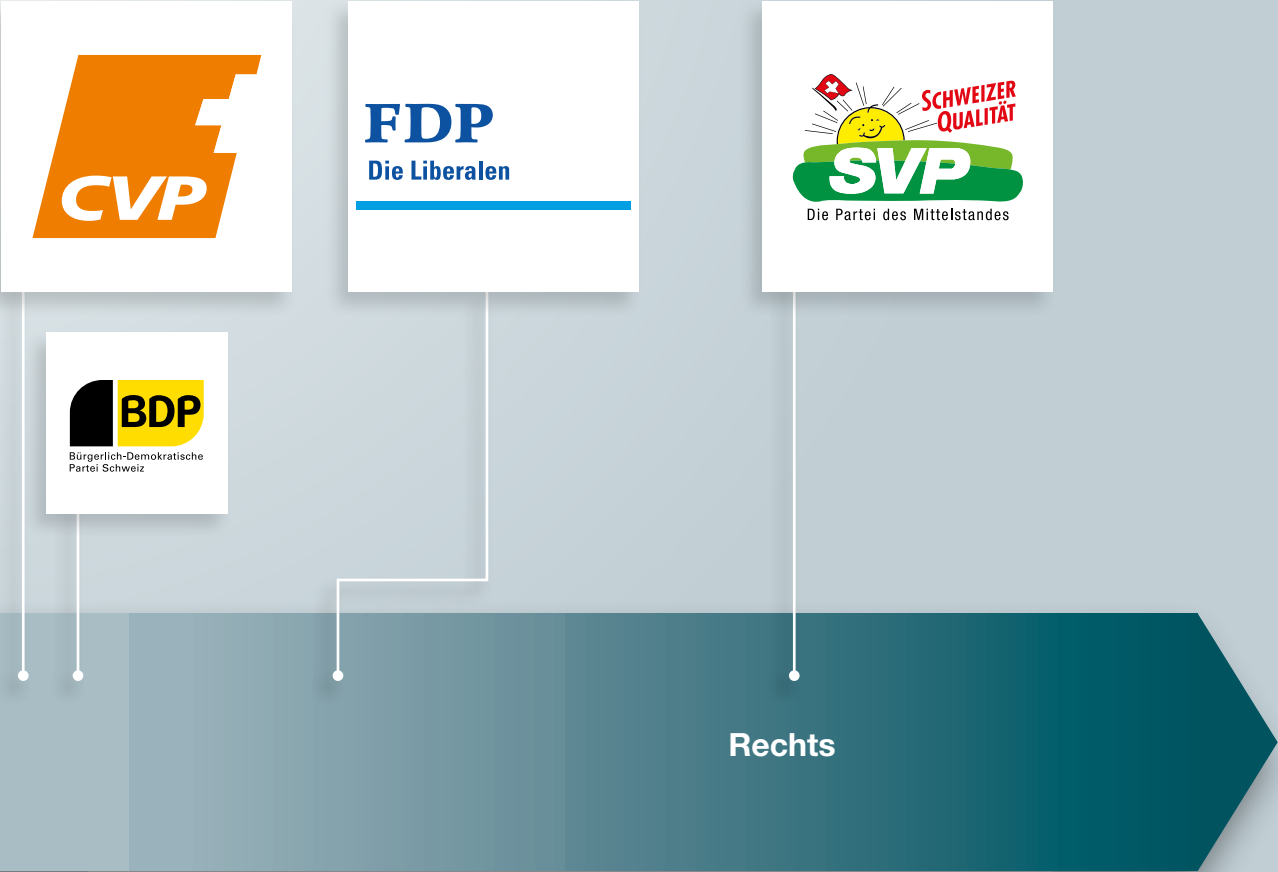 CVP
FDP
Die Liberalen
SCHWEIZER
QUALITÄT
SVP
Die Partei des Mittelstandes
BDP
Bürgerlich-Demokratische
Partei Schweiz
Rechts